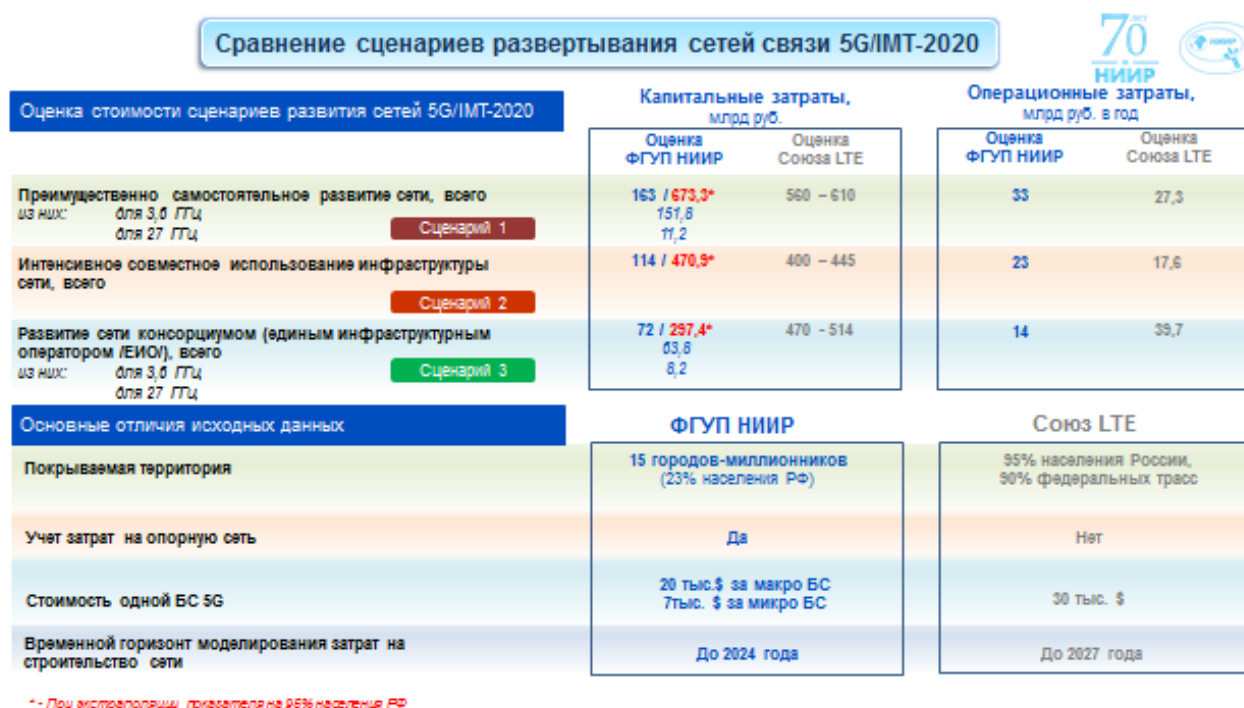 Сравнение сценариев развертывания сетей связи 5G/IMT-2020
70 лет
НИИР
НИИР
Оценка стоимости сценариев развития сетей 5G/IMT-2020
Капитальные затраты,
млрд руб.
Операционные затраты,
млрд руб. в год
Оценка
ФГУП НИИР
Оценка
Союза LTE
Оценка
ФГУП НИИР
Оценка
Союза LTE
Преимущественно самостоятельное развитие сети, всего
163 / 673,3*
560 – 610
33
27,3
из них: для 3,6 ГГц
151,8
для 27 ГГц
11,2
Сценарий 1
Интенсивное совместное использование инфраструктуры
сети, всего
114 / 470,9*
400 – 445
23
17,6
Сценарий 2
Развитие сети консорциумом (единым инфраструктурным
оператором /ЕИО/), всего
72 / 297,4*
470 - 514
14
39,7
из них: для 3,6 ГГц
63,8
для 27 ГГц
8,2
Сценарий 3
Основные отличия исходных данных
ФГУП НИИР
Союз LTE
Покрываемая территория
15 городов-миллионников
(23% населения РФ)
95% населения России,
90% федеральных трасс
Учет затрат на опорную сеть
Да
Нет
Стоимость одной БС 5G
20 тыс.$ за макро БС
7тыс. $ за микро БС
30 тыс. $
Временной горизонт моделирования затрат на
строительство сети
До 2024 года
До 2027 года
* - При экстраполяции показателя на 95% населения РФ